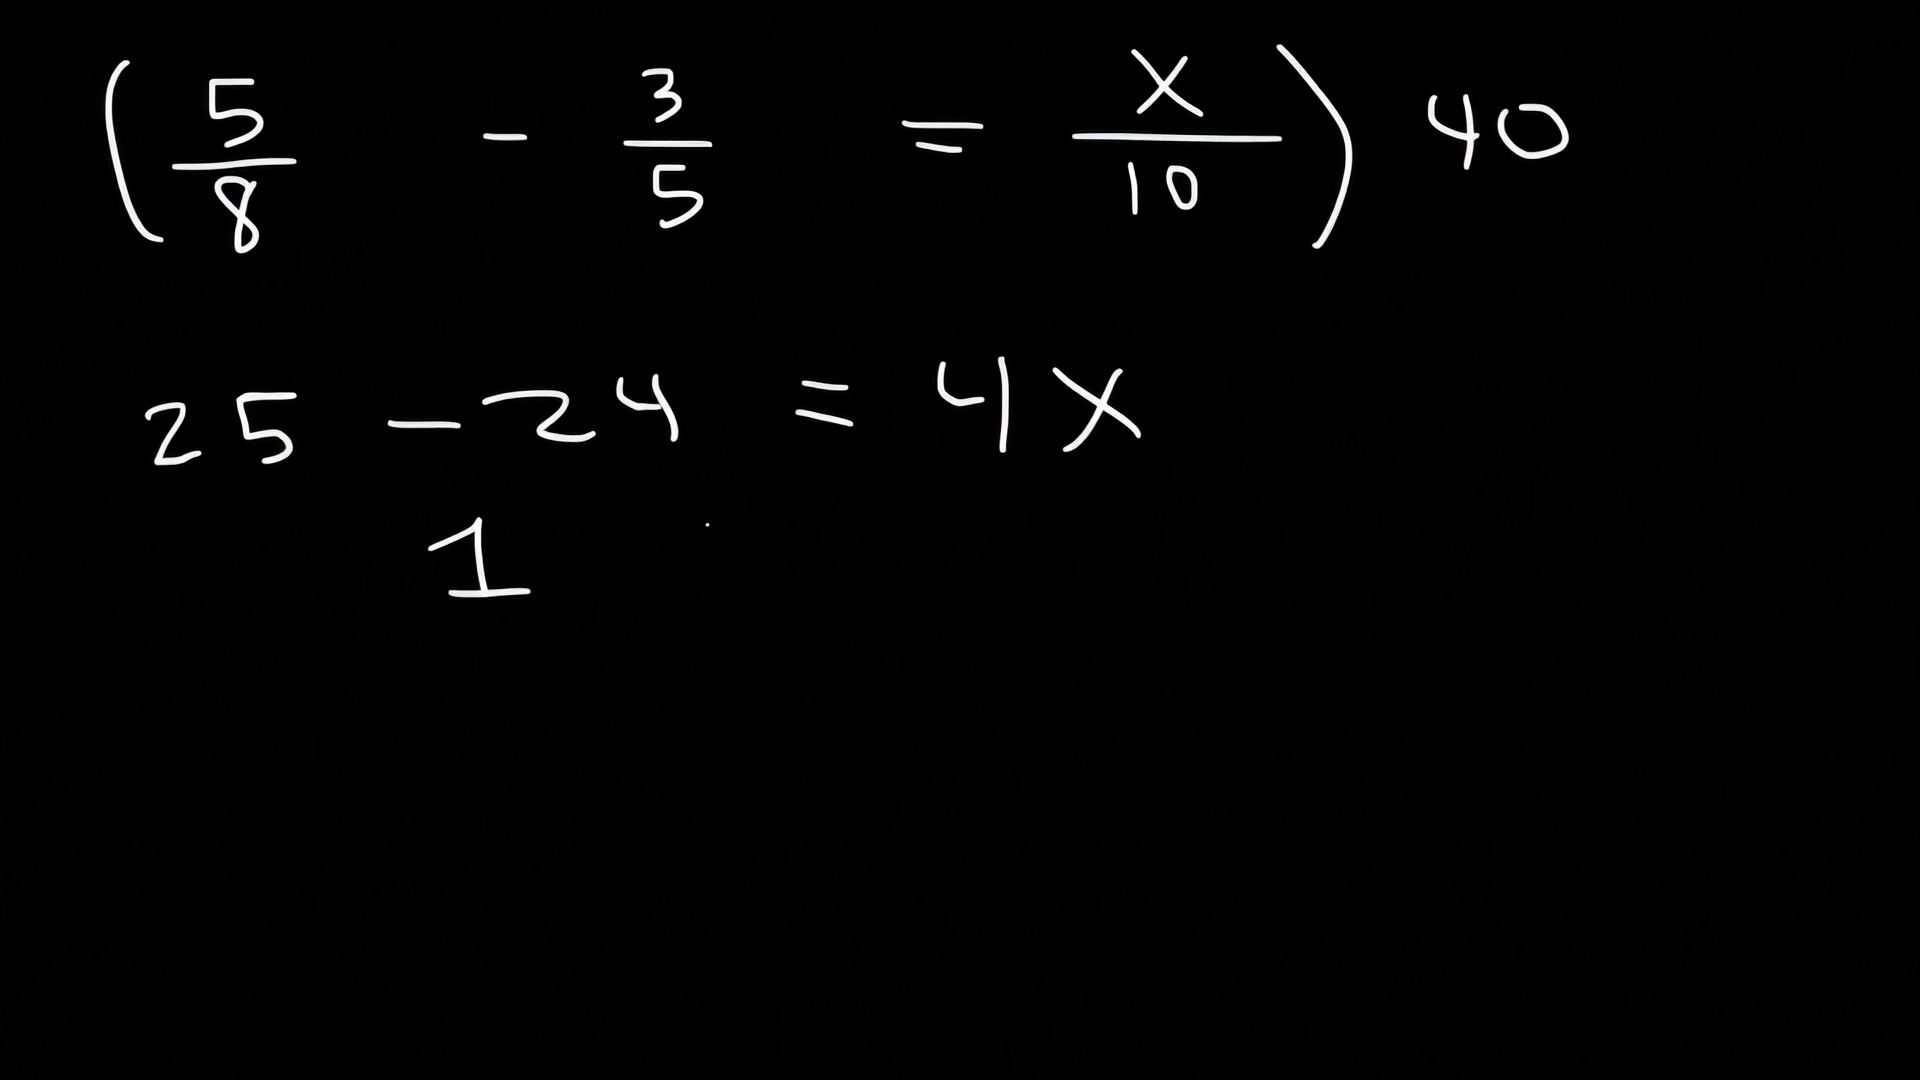 (5/8 - 3/5 = x/10) 40
25 - 24 = 4x
1